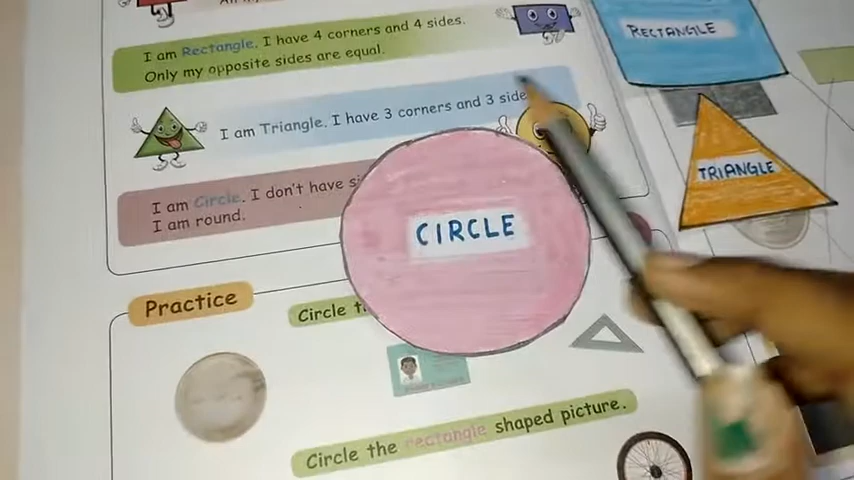 I am Rectangle. I have 4 corners and 4 sides.
Only my opposite sides are equal.
RECTANGLE
I am Triangle. I have 3 corners and 3
TRIANGLE
I am Circle. I don't have
I am round.
CIRCLE
Practice
Circle
Circle the rectangle shaped picture.